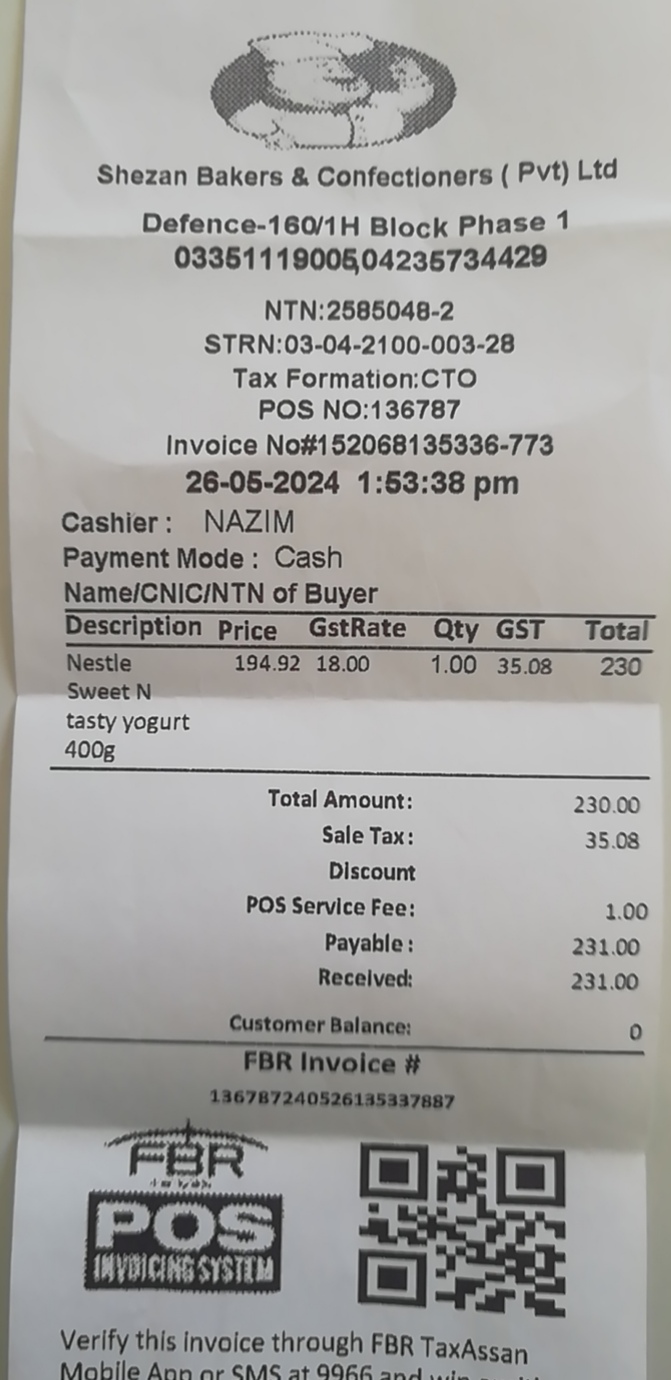 Shezan Bakers & Confectioners ( Pvt) Ltd
Defence-160/1H Block Phase 1
03351119005,04235734429
NTN:2585048-2
STRN:03-04-2100-003-28
Tax Formation:CTO
POS NO:136787
Invoice No#152068135336-773
26-05-2024 1:53:38 pm
Cashier : NAZIM
Payment Mode : Cash
Name/CNIC/NTN of Buyer
Description Price GstRate Qty GST Total
Nestle 194.92 18.00 1.00 35.08 230
Sweet N
tasty yogurt
400g
Total Amount: 230.00
Sale Tax: 35.08
Discount
POS Service Fee: 1.00
Payable : 231.00
Received: 231.00
Customer Balance: 0
FBR Invoice #
136787240526135337887
FBR
POS
INVOICING SYSTEM
Verify this invoice through FBR TaxAssan
Mobile App or SMS at 9966 and win